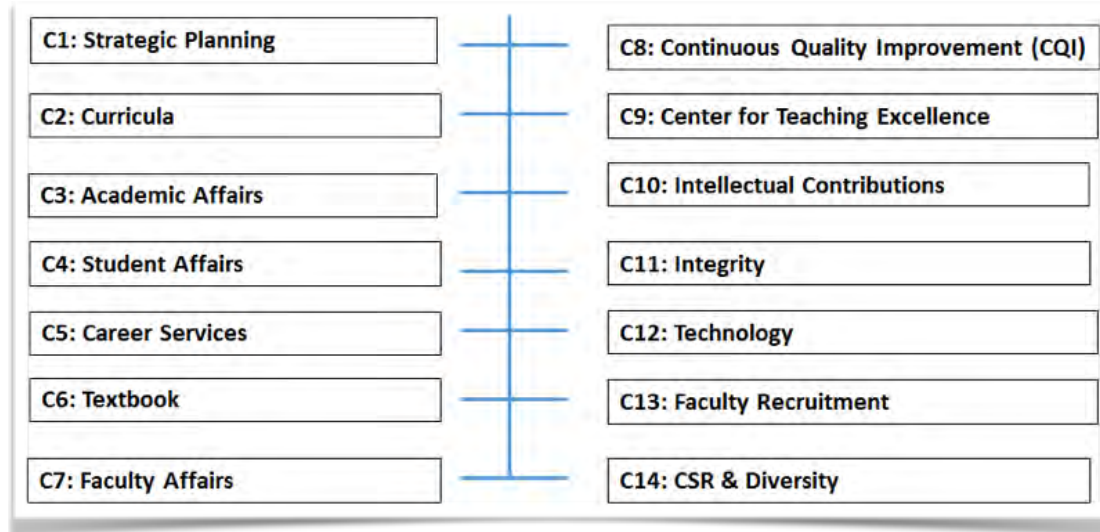 C1: Strategic Planning
C2: Curricula
C3: Academic Affairs
C4: Student Affairs
C5: Career Services
C6: Textbook
C7: Faculty Affairs
C8: Continuous Quality Improvement (CQI)
C9: Center for Teaching Excellence
C10: Intellectual Contributions
C11: Integrity
C12: Technology
C13: Faculty Recruitment
C14: CSR & Diversity